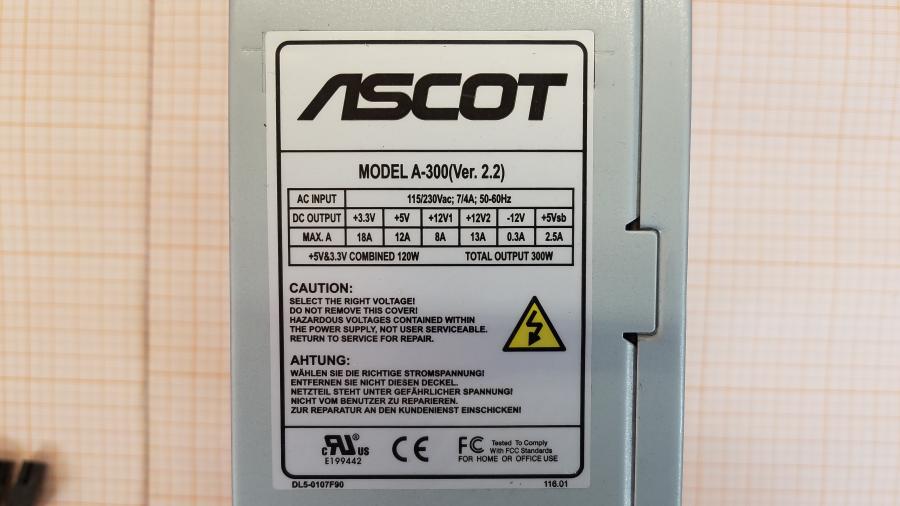 ASCOT
MODEL A-300(Ver. 2.2)
AC INPUT 115/230Vac; 7/4A; 50-60Hz
DC OUTPUT +3.3V +5V +12V1 +12V2 -12V +5Vsb
MAX. A 18A 12A 8A 13A 0.3A 2.5A
+5V&3.3V COMBINED 120W TOTAL OUTPUT 300W
CAUTION:
SELECT THE RIGHT VOLTAGE!
DO NOT REMOVE THIS COVER!
HAZARDOUS VOLTAGES CONTAINED WITHIN
THE POWER SUPPLY, NOT USER SERVICEABLE.
RETURN TO SERVICE FOR REPAIR.
AHTUNG:
WÄHLEN SIE DIE RICHTIGE STROMSPANNUNG!
ENTFERNEN SIE NICHT DIESEN DECKEL.
NETZTEIL STEHT UNTER GEFÄHRLICHER SPANNUNG!
NICHT VOM BENUTZER ZU REPARIEREN.
ZUR REPARATUR AN DEN KUNDENIENST EINSCHICKEN!
c RU® US
E199442
CE
FC Tested To Comply
With FCC Standards
FOR HOME OR OFFICE USE
DL5-0107F90 116.01